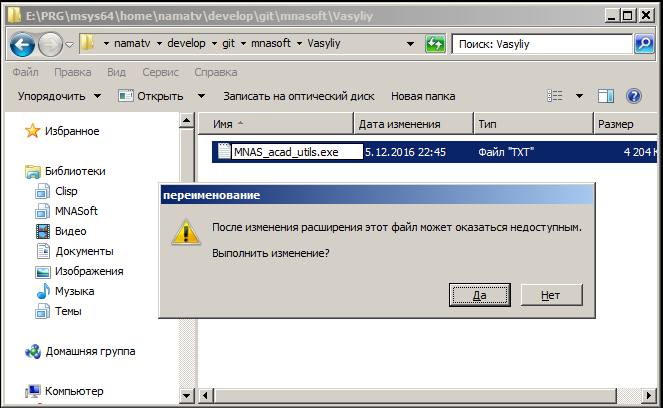 E:\PRG\msys64\home\namatv\develop\git\mnasoft\Vasyliy
namatv develop git mnasoft Vasyliy
Поиск: Vasyliy
Файл Правка Вид Сервис Справка
Упорядочить Открыть Записать на оптический диск Новая папка
Избранное
Библиотеки
Clisp
MNASoft
Видео
Документы
Изображения
Музыка
Темы
Домашняя группа
Компьютер
Имя Дата изменения Тип Размер
MNAS_acad_utils.exe 5.12.2016 22:45 Файл "TXT" 4 204 К
переименование
После изменения расширения этот файл может оказаться недоступным.
Выполнить изменение?
Да Нет